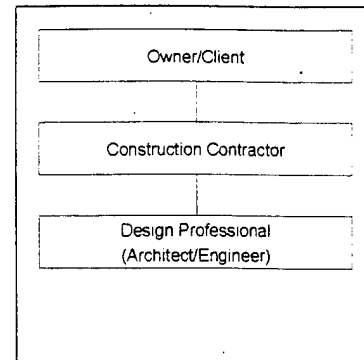 Owner/Client
Construction Contractor
Design Professional
(Architect/Engineer)